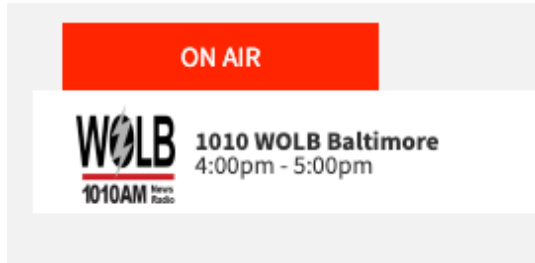 ON AIR
WOLB
1010AM News Radio
1010 WOLB Baltimore
4:00pm - 5:00pm